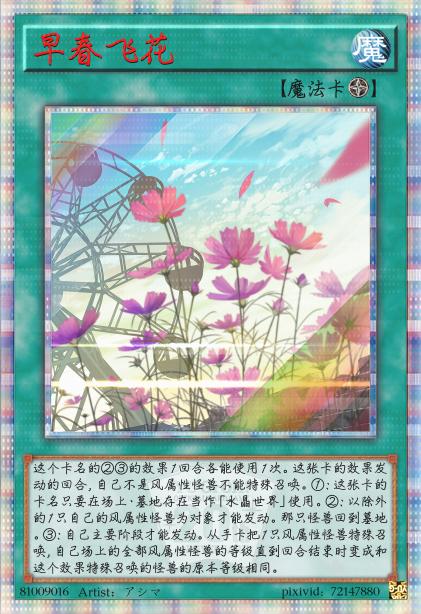 早春飞花
魔
【魔法卡】
这个卡名的②③的效果1回合各能使用1次。这张卡的效果发
动的回合,自己不是风属性怪兽不能特殊召唤。①:这张卡的
卡名只要在场上·墓地存在当作「水晶世界」使用。②:以除外
的1只自己的风属性怪兽为对象才能发动。那只怪兽回到墓地
。③:自己主要阶段才能发动。从手卡把1只风属性怪兽特殊召
唤,自己场上的全部风属性怪兽的等级直到回合结束时变成和
这个效果特殊召唤的怪兽的原本等级相同。
81009016 Artist: アシマ
pixivid: 72147880